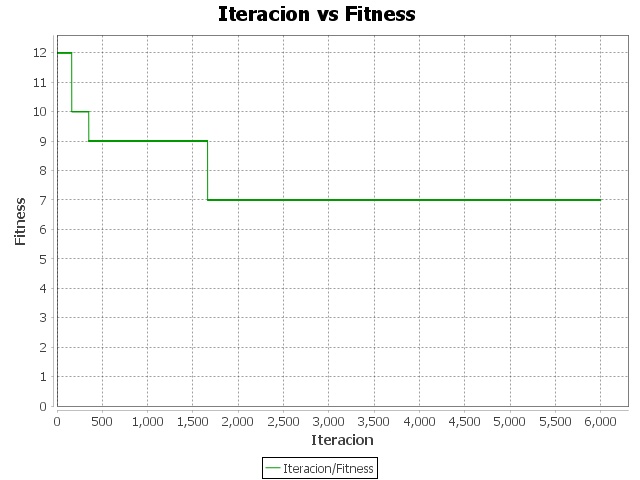 Iteracion vs Fitness
12
11
10
9
8
7
6
5
4
3
2
1
0
Fitness
0 500 1,000 1,500 2,000 2,500 3,000 3,500 4,000 4,500 5,000 5,500 6,000
Iteracion
Iteracion/Fitness